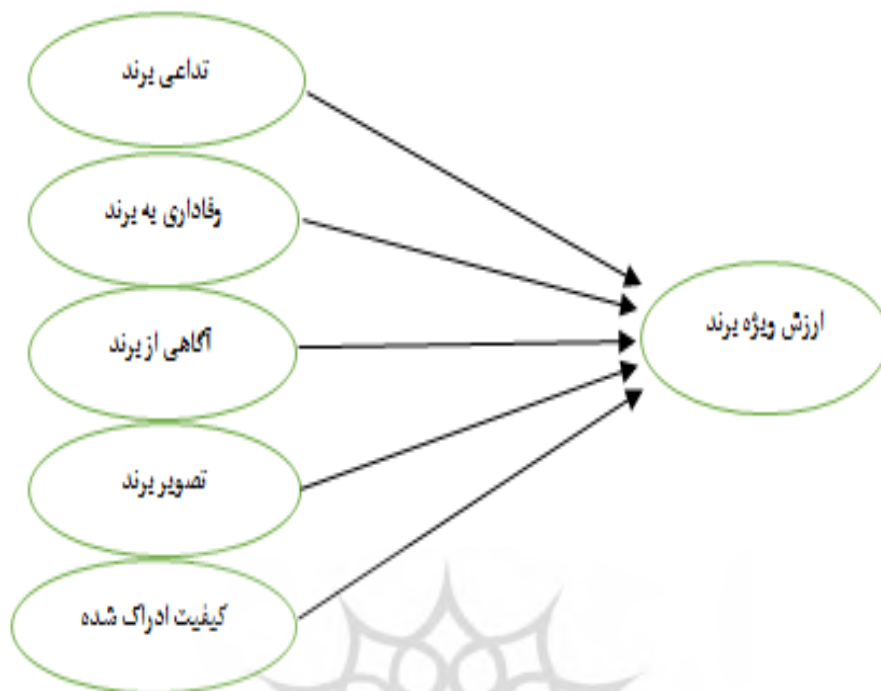 تداعی برند
وفاداری به برند
آگاهی از برند
تصویر برند
کیفیت ادراک شده
ارزش ویژه برند